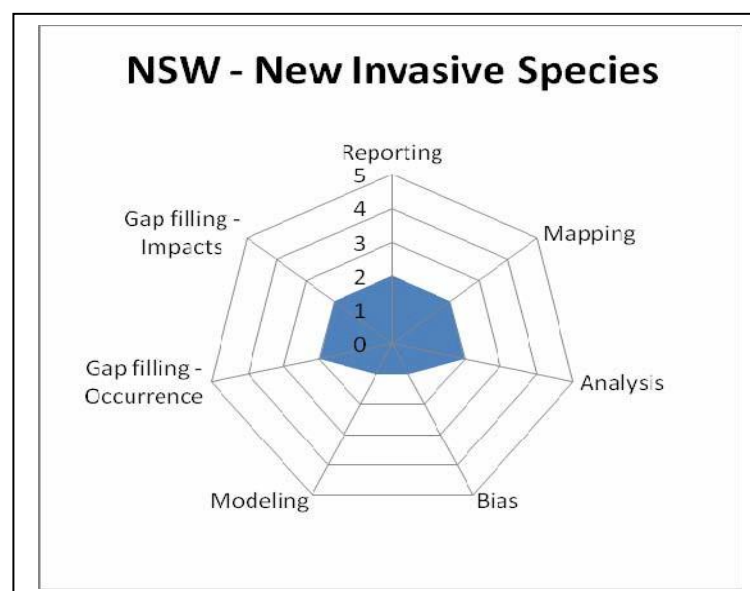 NSW - New Invasive Species
Reporting
5
4
3
2
1
0
Mapping
Analysis
Bias
Modeling
Gap filling -
Occurrence
Gap filling -
Impacts